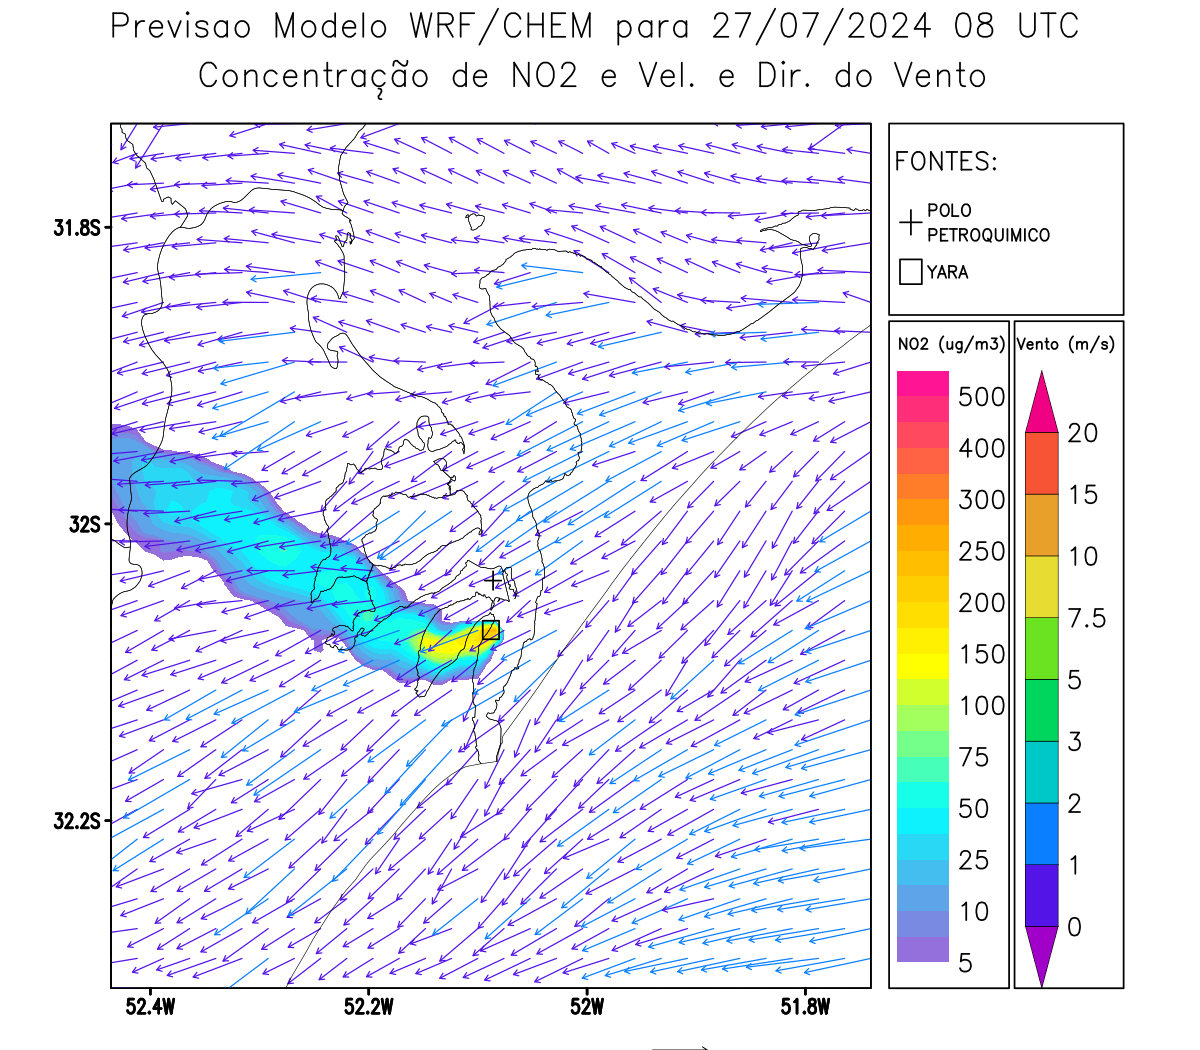 Previsao Modelo WRF/CHEM para 27/07/2024 08 UTC
Concentração de NO2 e Vel. e Dir. do Vento
FONTES:
POLO
PETROQUIMICO
YARA
NO2 (ug/m3)
500
400
300
250
200
150
100
75
50
25
10
5
Vento (m/s)
20
15
10
7.5
5
3
2
1
0
31.8S
32S
32.2S
52.4W
52.2W
52W
51.8W